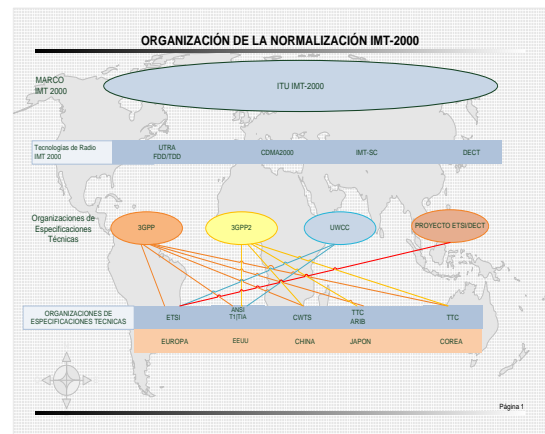 ORGANIZACIÓN DE LA NORMALIZACIÓN IMT-2000
MARCO
IMT 2000
ITU IMT-2000
Tecnologías de Radio
IMT 2000
UTRA
FDD/TDD
CDMA2000
IMT-SC
DECT
Organizaciones de
Especificaciones
Técnicas
3GPP
3GPP2
UWCC
PROYECTO ETSI/DECT
ORGANIZACIONES DE
ESPECIFICACIONES TECNICAS
ETSI
ANSI
T1|TIA
CWTS
TTC
ARIB
TTC
EUROPA
EEUU
CHINA
JAPON
COREA
Página 1